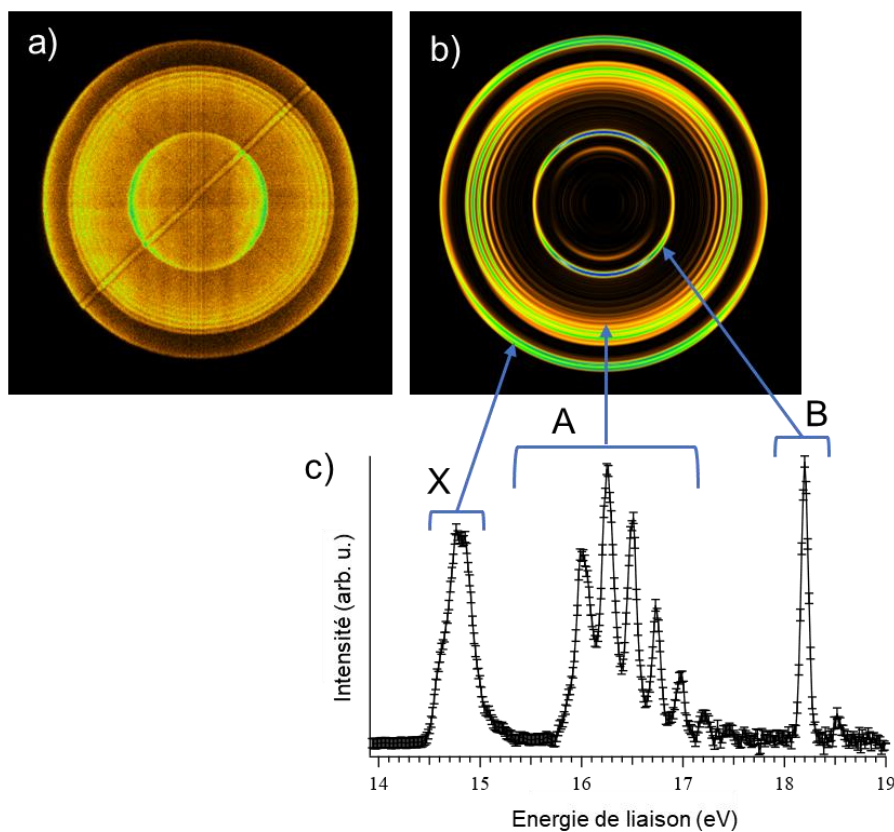 a)
b)
A
B
c)
X
Intensité (arb. u.)
14 15 16 17 18 19
Energie de liaison (eV)